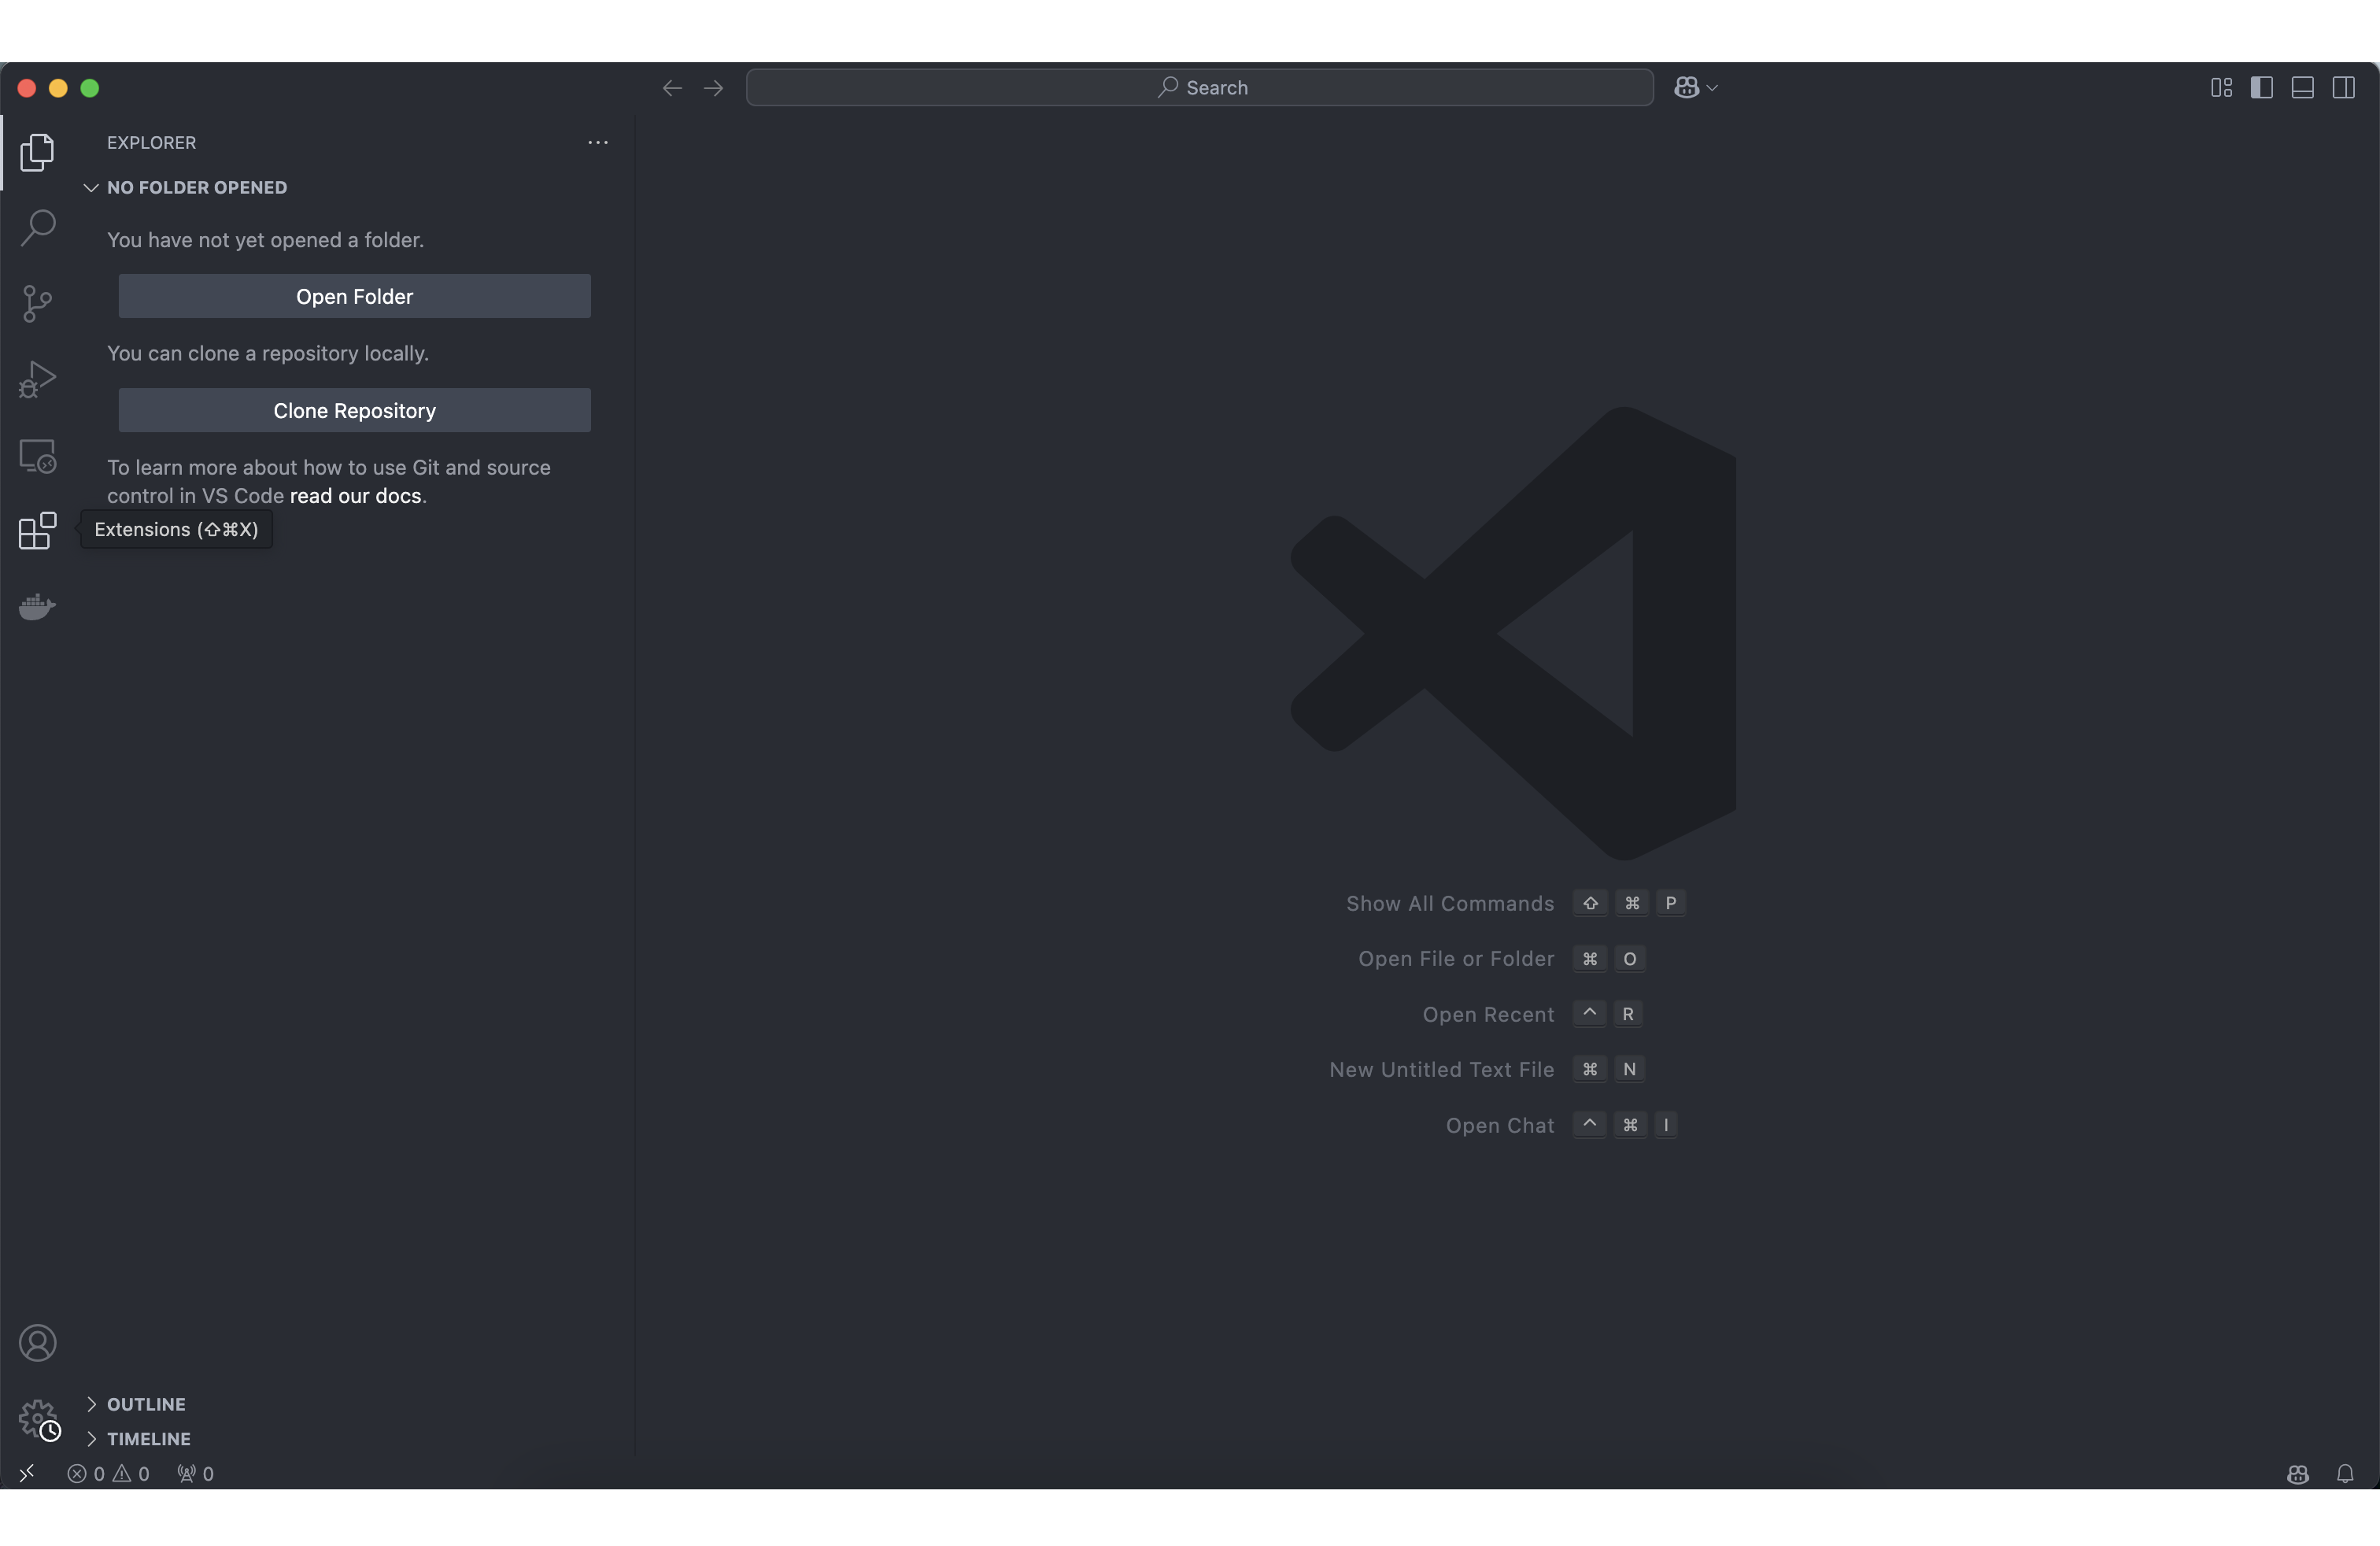 Search
EXPLORER
NO FOLDER OPENED
You have not yet opened a folder.
Open Folder
You can clone a repository locally.
Clone Repository
To learn more about how to use Git and source
control in VS Code read our docs.
Extensions (⇧⌘X)
Show All Commands ⇧ ⌘ P
Open File or Folder ⌘ O
Open Recent ^ R
New Untitled Text File ⌘ N
Open Chat ^ ⌘ I
OUTLINE
TIMELINE
0 0 0